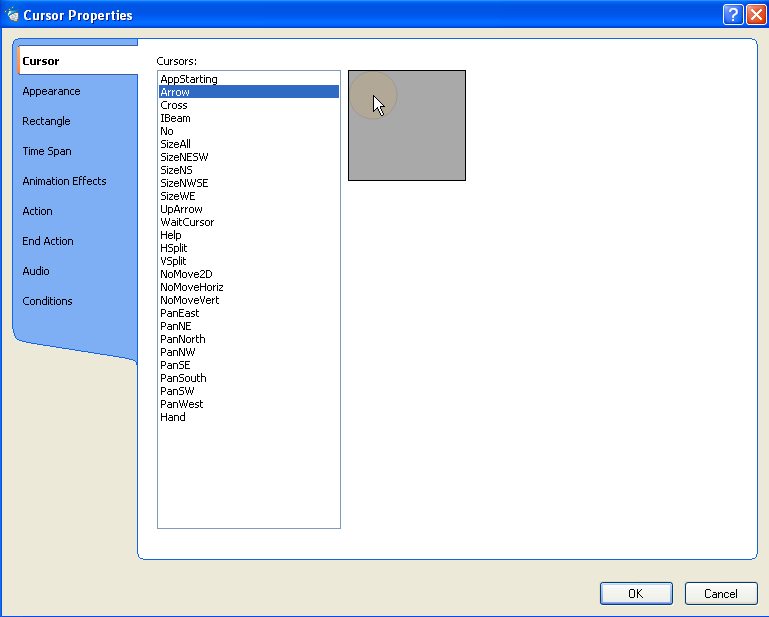 Cursor Properties
?
Cursor
Appearance
Rectangle
Time Span
Animation Effects
Action
End Action
Audio
Conditions
Cursors:
AppStarting
Arrow
Cross
IBeam
No
SizeAll
SizeNESW
SizeNS
SizeNWSE
SizeWE
UpArrow
WaitCursor
Help
HSplit
VSplit
NoMove2D
NoMoveHoriz
NoMoveVert
PanEast
PanNE
PanNorth
PanNW
PanSE
PanSouth
PanSW
PanWest
Hand
OK
Cancel